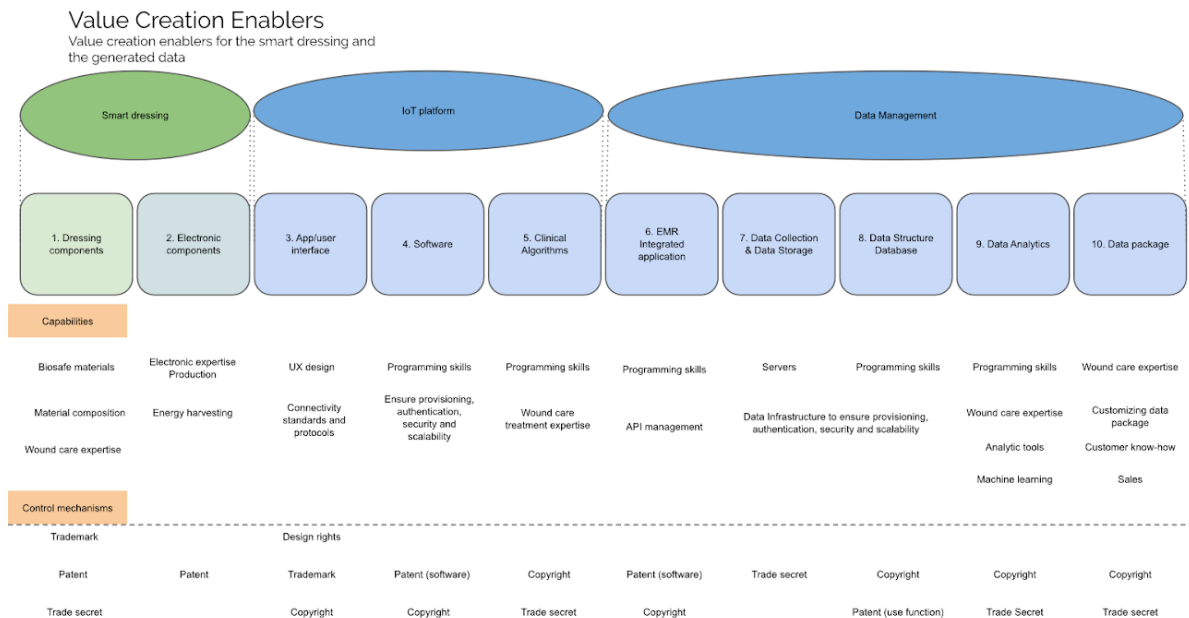 Value Creation Enablers
Value creation enablers for the smart dressing and
the generated data
Smart dressing
IoT platform
Data Management
1. Dressing
components
2. Electronic
components
3. App/user
interface
4. Software
5. Clinical
Algorithms
6. EMR
Integrated
application
7. Data Collection
& Data Storage
8. Data Structure
Database
9. Data Analytics
10. Data package
Capabilities
Biosafe materials
Material composition
Wound care expertise
Electronic expertise
Production
Energy harvesting
UX design
Connectivity
standards and
protocols
Programming skills
Ensure provisioning,
authentication,
security and
scalability
Programming skills
Wound care
treatment expertise
Programming skills
API management
Servers
Programming skills
Data Infrastructure to ensure provisioning,
authentication, security and scalability
Programming skills
Wound care expertise
Analytic tools
Machine learning
Wound care expertise
Customizing data
package
Customer know-how
Sales
Control mechanisms
Trademark
Patent
Trade secret
Patent
Design rights
Trademark
Copyright
Patent (software)
Copyright
Copyright
Trade secret
Patent (software)
Copyright
Trade secret
Copyright
Patent (use function)
Copyright
Trade Secret
Copyright
Trade secret